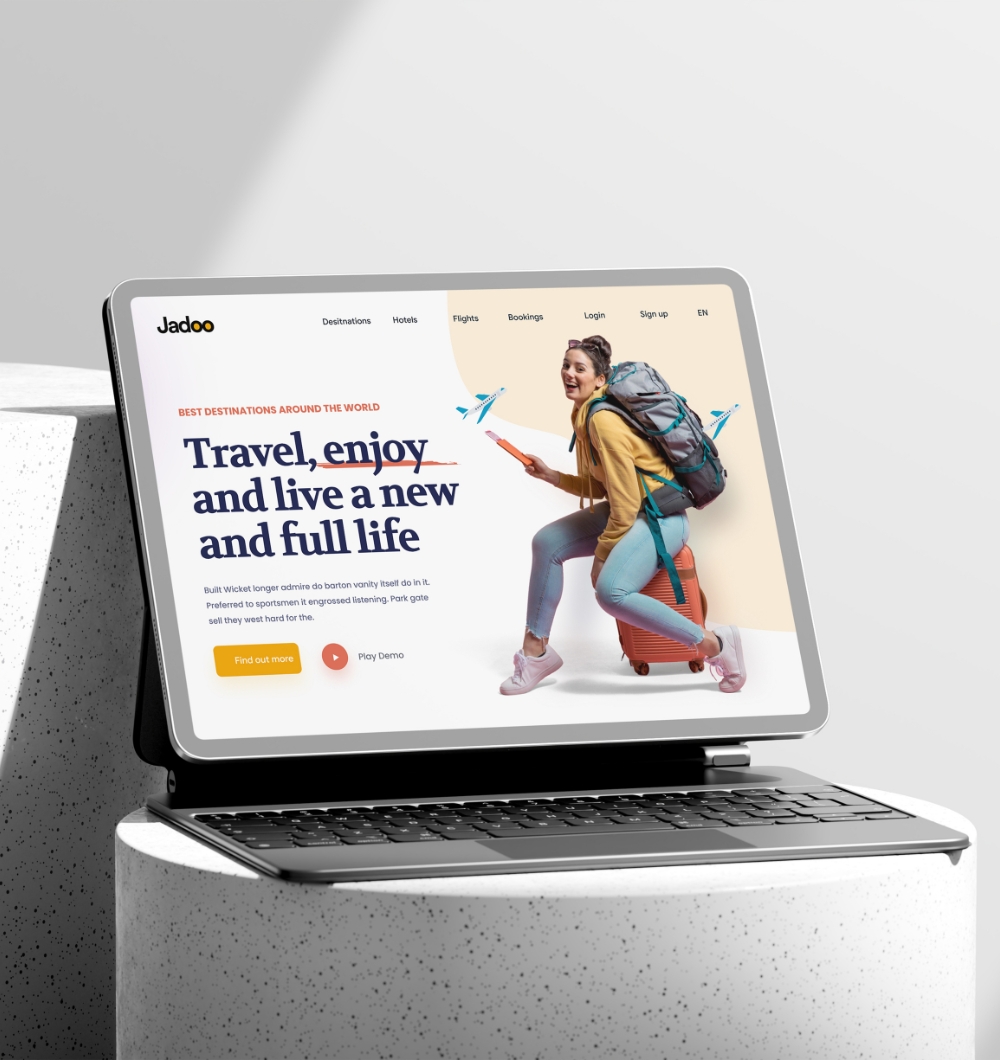 Jadoo
Desitnations Hotels Flights Bookings Login Sign up EN
BEST DESTINATIONS AROUND THE WORLD
Travel, enjoy
and live a new
and full life
Built Wicket longer admire do barton vanity itself do in it.
Preferred to sportsmen it engrossed listening. Park gate
sell they west hard for the.
Find out more
Play Demo